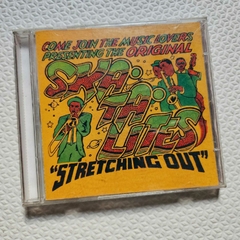 COME JOIN THE MUSIC LOVERS
PRESENTING THE ORIGINAL
SKA·
TA·
LITES
"STRETCHING OUT"